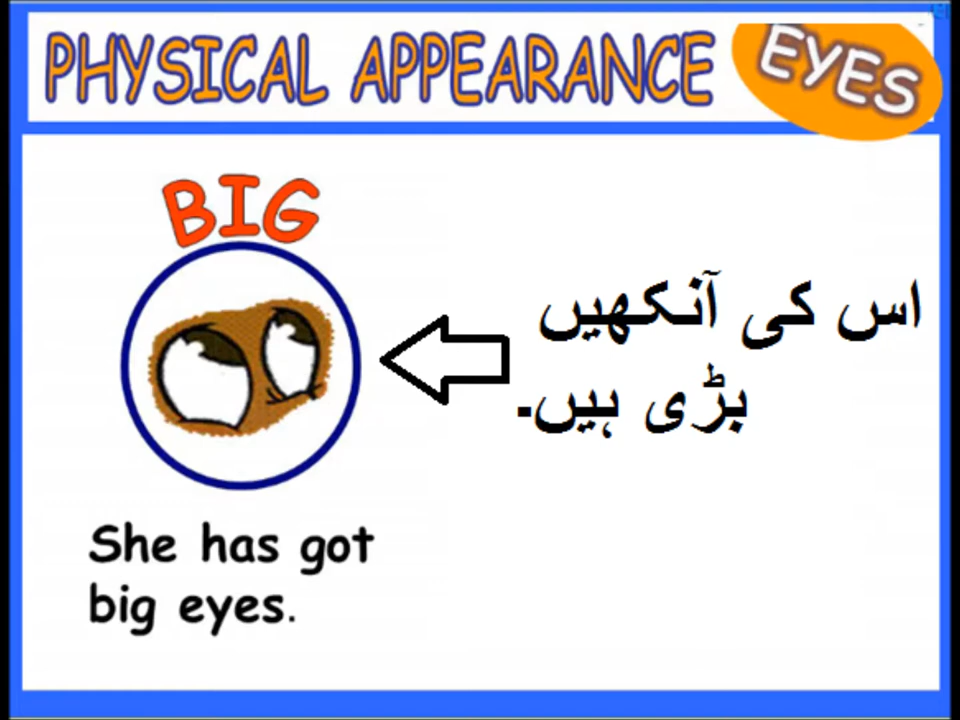 PHYSICAL APPEARANCE
EYES
BIG
اس کی آنکھیں
بڑی ہیں۔
She has got
big eyes.